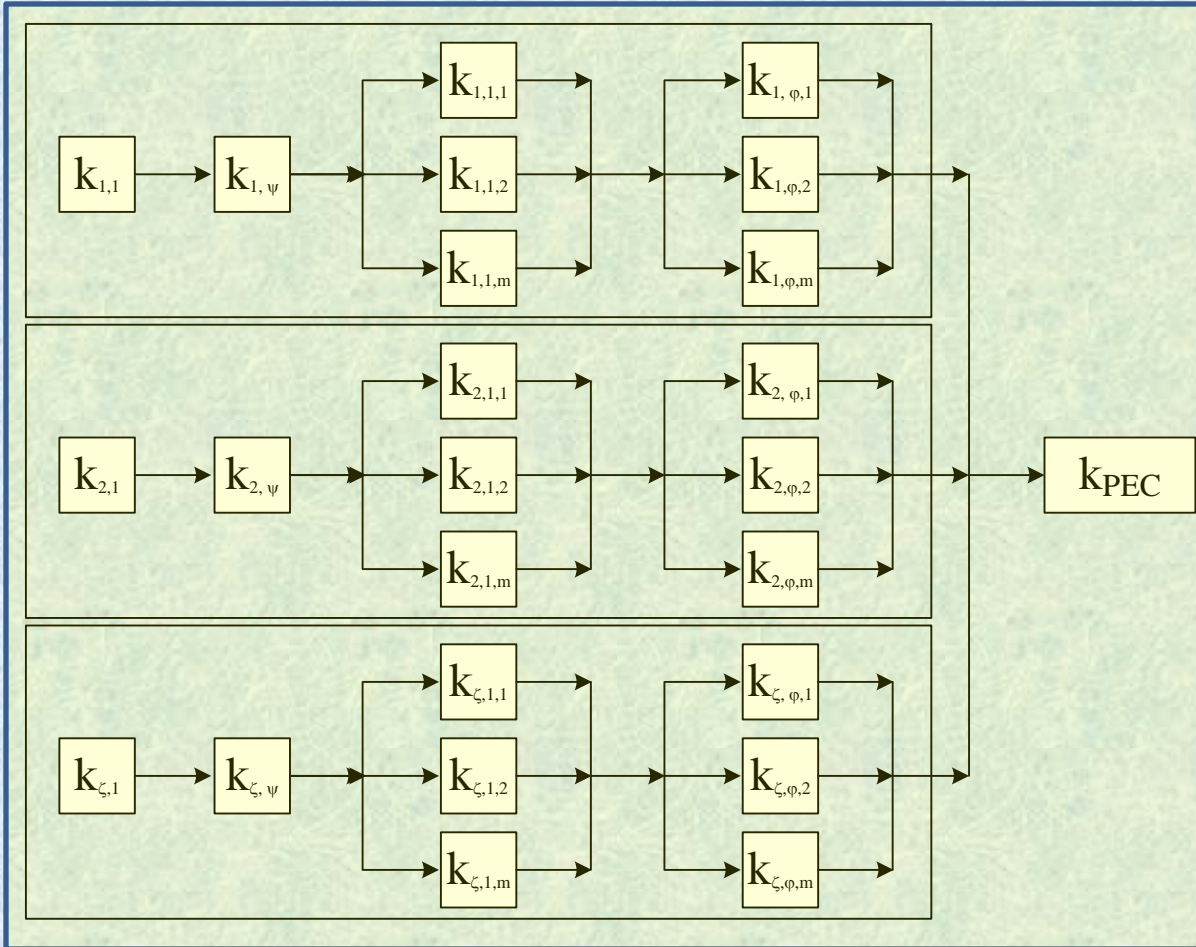 k1,1,1 k1, φ,1
k1,1 k1, ψ k1,1,2 k1,φ,2
k1,1,m k1,φ,m
k2,1,1 k2, φ,1
k2,1 k2, ψ k2,1,2 k2,φ,2 kPEC
k2,1,m k2,φ,m
kζ,1,1 kζ, φ,1
kζ,1 kζ, ψ kζ,1,2 kζ,φ,2
kζ,1,m kζ,φ,m